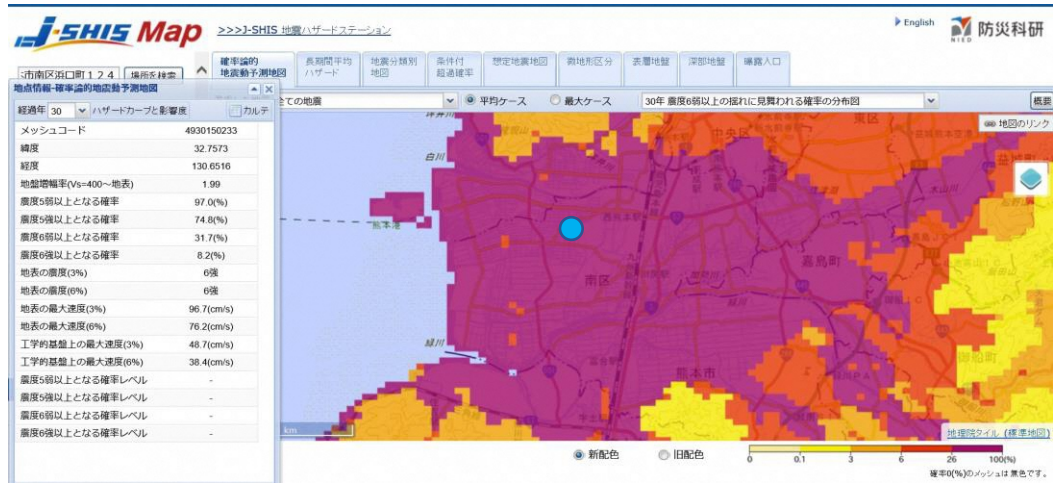 J-SHIS Map
>>>J-SHIS 地震ハザードステーション
English
NIED
防災科研
:市南区浜口町124
場所を検索
確率論的
地震動予測地図
長期間平均
ハザード
地震分類別
地図
条件付
超過確率
想定地震地図
微地形区分
表層地盤
深部地盤
曝露人口
全ての地震
平均ケース
最大ケース
30年 震度6弱以上の揺れに見舞われる確率の分布図
概要
地点情報-確率論的地震動予測地図
経過年 30 ハザードカーブと影響度 カルテ
メッシュコード 4930150233
緯度 32.7573
経度 130.6516
地盤増幅率(Vs=400~地表) 1.99
震度5弱以上となる確率 97.0(%)
震度5強以上となる確率 74.8(%)
震度6弱以上となる確率 31.7(%)
震度6強以上となる確率 8.2(%)
地表の震度(3%) 6強
地表の震度(6%) 6強
地表の最大速度(3%) 96.7(cm/s)
地表の最大速度(6%) 76.2(cm/s)
工学的基盤上の最大速度(3%) 48.7(cm/s)
工学的基盤上の最大速度(6%) 38.4(cm/s)
震度5弱以上となる確率レベル -
震度5強以上となる確率レベル -
震度6弱以上となる確率レベル -
震度6強以上となる確率レベル -
地図のリンク
坪井川
中央区
東区
白川
益城町
熊本港
嘉島町
南区
緑川
御船町
熊本市
km
地理院タイル (標準地図)
新配色
旧配色
0 0.1 3 6 26 100(%)
確率0(%)のメッシュは無色です。